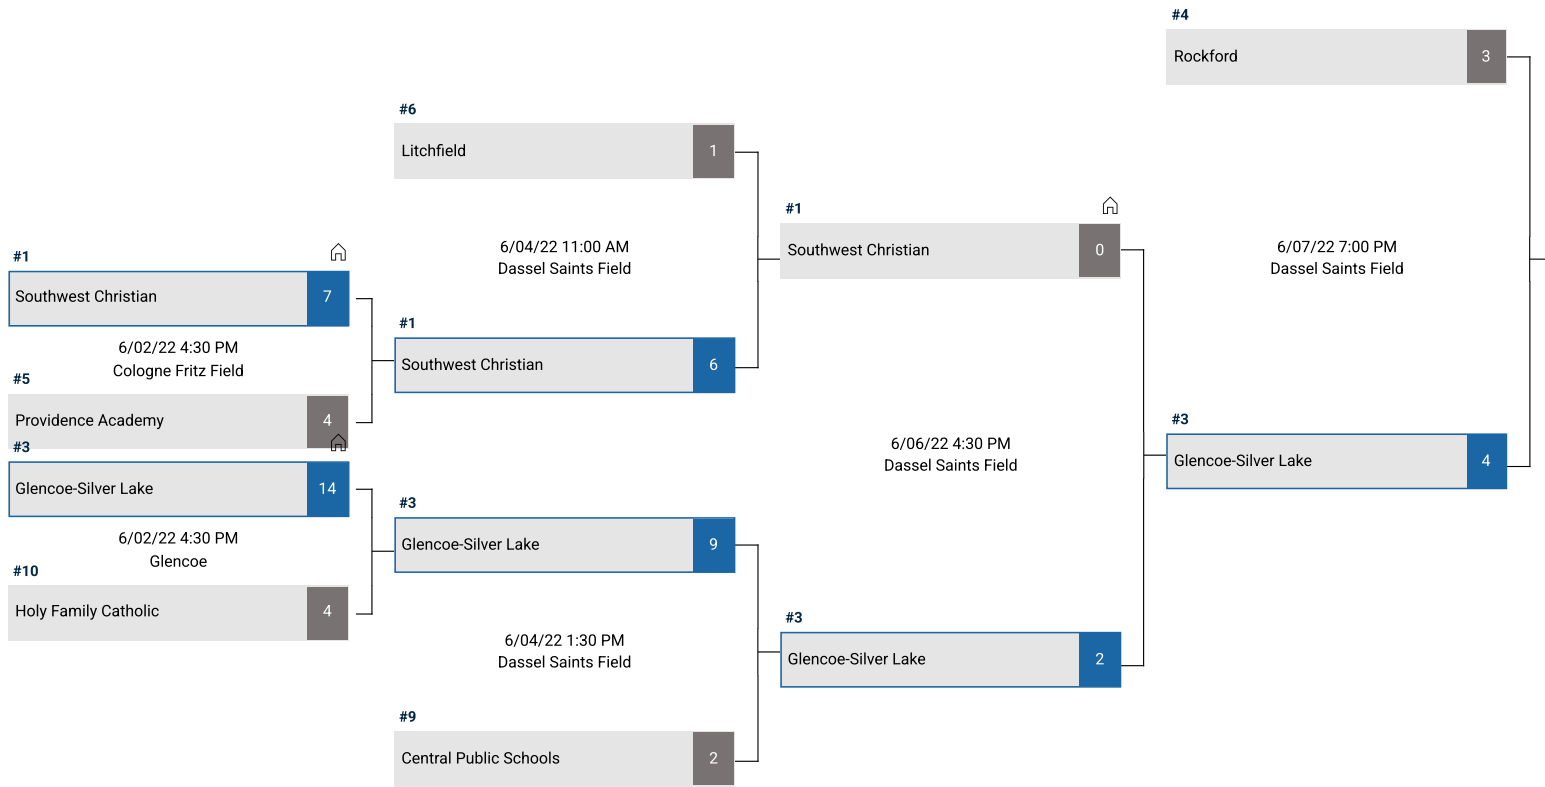 #4
Rockford
3
#6
Litchfield
1
#1
Southwest Christian
0
6/04/22 11:00 AM
Dassel Saints Field
6/07/22 7:00 PM
Dassel Saints Field
#1
Southwest Christian
7
6/02/22 4:30 PM
Cologne Fritz Field
#5
Providence Academy
4
#1
Southwest Christian
6
#3
Glencoe-Silver Lake
14
6/02/22 4:30 PM
Glencoe
#10
Holy Family Catholic
4
6/06/22 4:30 PM
Dassel Saints Field
#3
Glencoe-Silver Lake
4
#3
Glencoe-Silver Lake
9
6/04/22 1:30 PM
Dassel Saints Field
#3
Glencoe-Silver Lake
2
#9
Central Public Schools
2